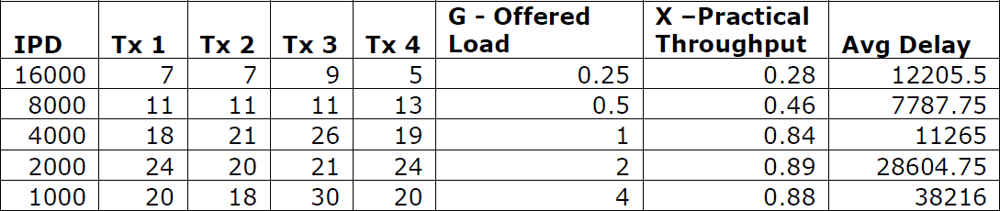 IPD Tx 1 Tx 2 Tx 3 Tx 4 G - Offered Load X –Practical Throughput Avg Delay
16000 7 7 9 5 0.25 0.28 12205.5
8000 11 11 11 13 0.5 0.46 7787.75
4000 18 21 26 19 1 0.84 11265
2000 24 20 21 24 2 0.89 28604.75
1000 20 18 30 20 4 0.88 38216